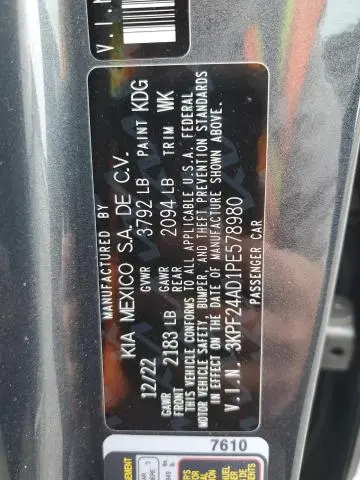 V.I.N
MANUFACTURED BY
KIA MEXICO S.A. DE C.V.
12/22 GVWR 3792 LB PAINT KDG
GAWR FRONT 2183 LB GAWR REAR 2094 LB TRIM WK
THIS VEHICLE CONFORMS TO ALL APPLICABLE U.S.A. FEDERAL
MOTOR VEHICLE SAFETY, BUMPER, AND THEFT PREVENTION STANDARDS
IN EFFECT ON THE DATE OF MANUFACTURE SHOWN ABOVE.
V.I.N. 3KPF24AD1PE578980
PASSENGER CAR
7610